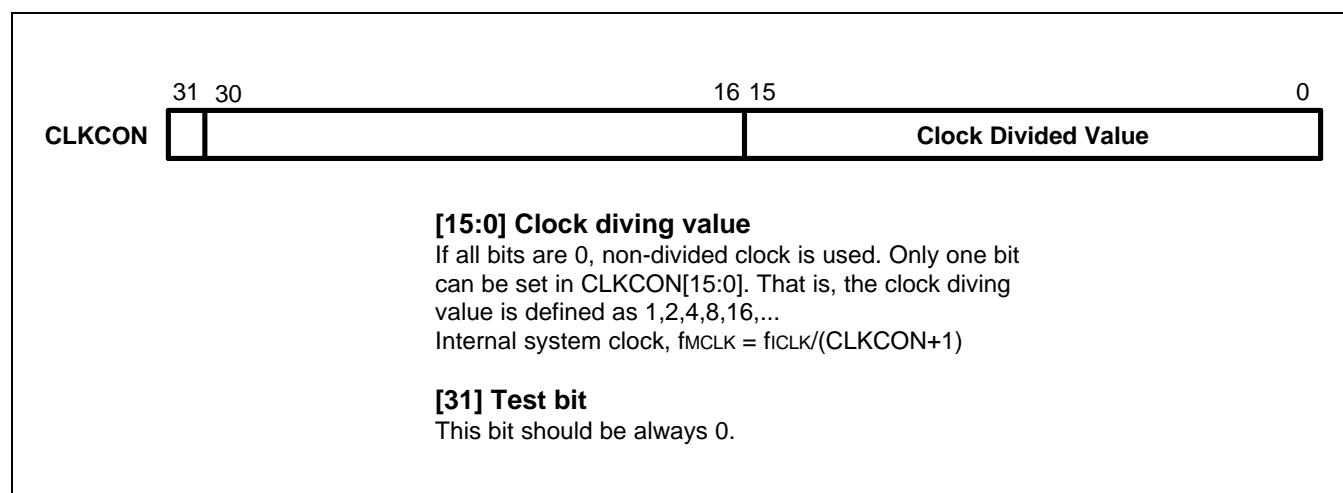 31 30 16 15 0
CLKCON Clock Divided Value
[15:0] Clock diving value
If all bits are 0, non-divided clock is used. Only one bit
can be set in CLKCON[15:0]. That is, the clock diving
value is defined as 1,2,4,8,16,...
Internal system clock, fMCLK = fICLK/(CLKCON+1)
[31] Test bit
This bit should be always 0.